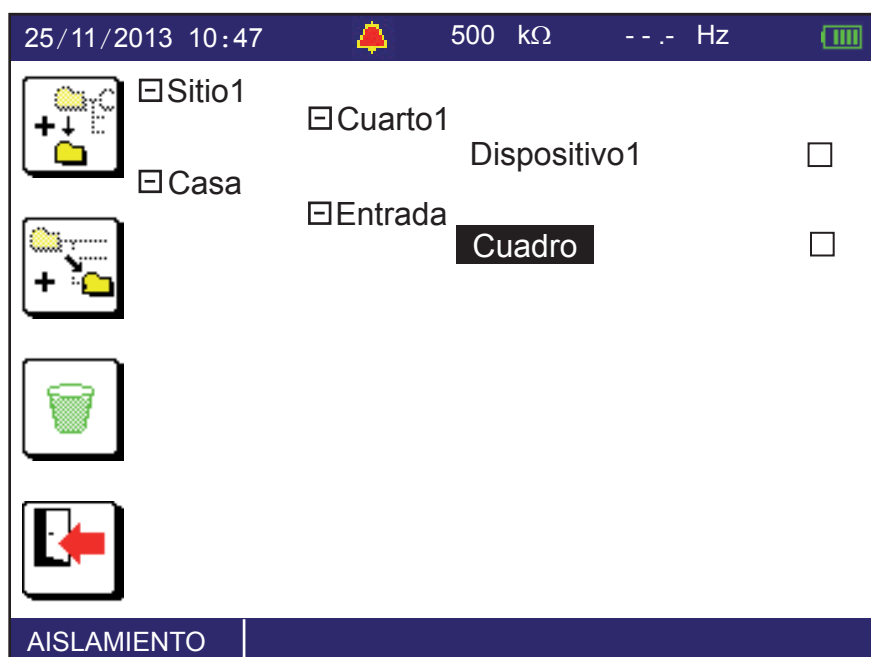 25/11/2013 10:47 500 kΩ - - .- Hz
Sitio1
Cuarto1
Dispositivo1
Casa
Entrada
Cuadro
AISLAMIENTO